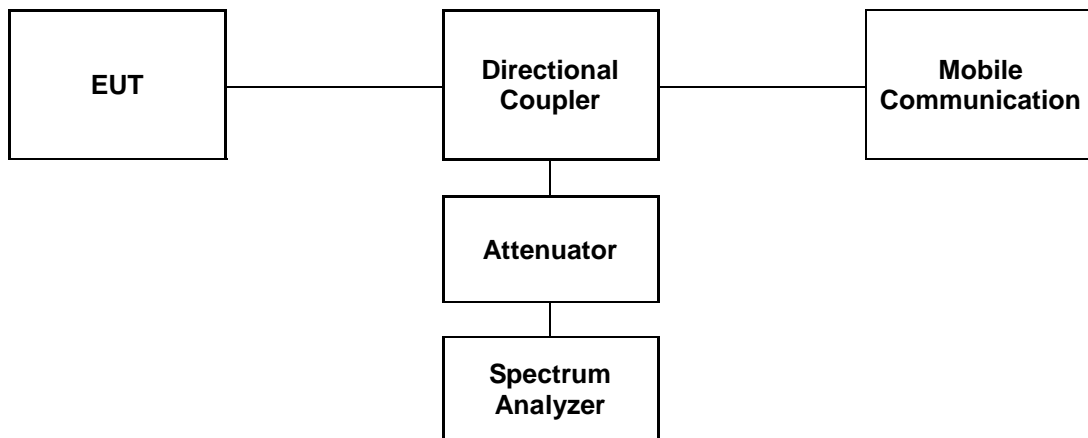 EUT
Directional
Coupler
Mobile
Communication
Attenuator
Spectrum
Analyzer